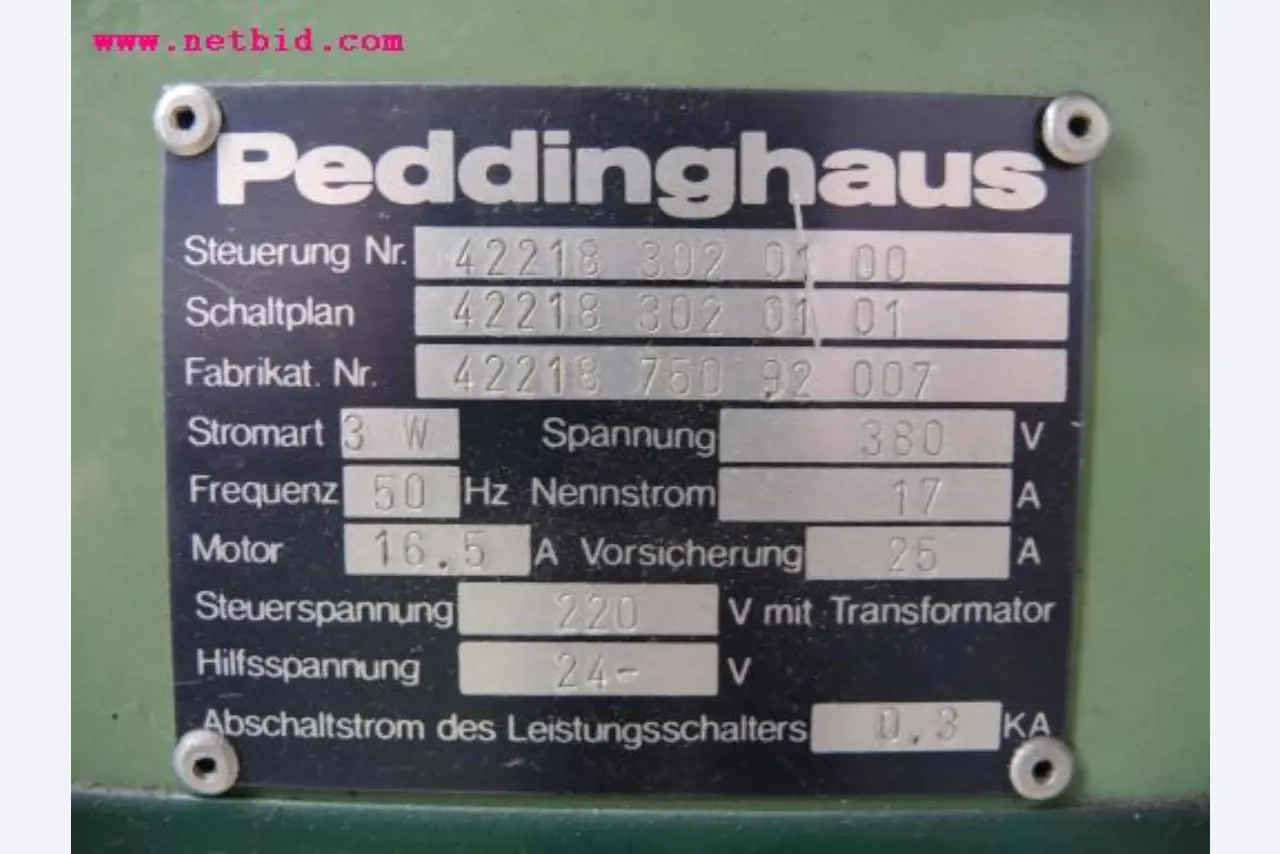 www.netbid.com
Peddinghaus
Steuerung Nr. 42218 302 01 00
Schaltplan 42218 302 01 01
Fabrikat. Nr. 42218 750 92 007
Stromart 3 W Spannung 380 V
Frequenz 50 Hz Nennstrom 17 A
Motor 16.5 A Vorsicherung 25 A
Steuerspannung 220 V mit Transformator
Hilfsspannung 24- V
Abschaltstrom des Leistungsschalters 0.3 KA